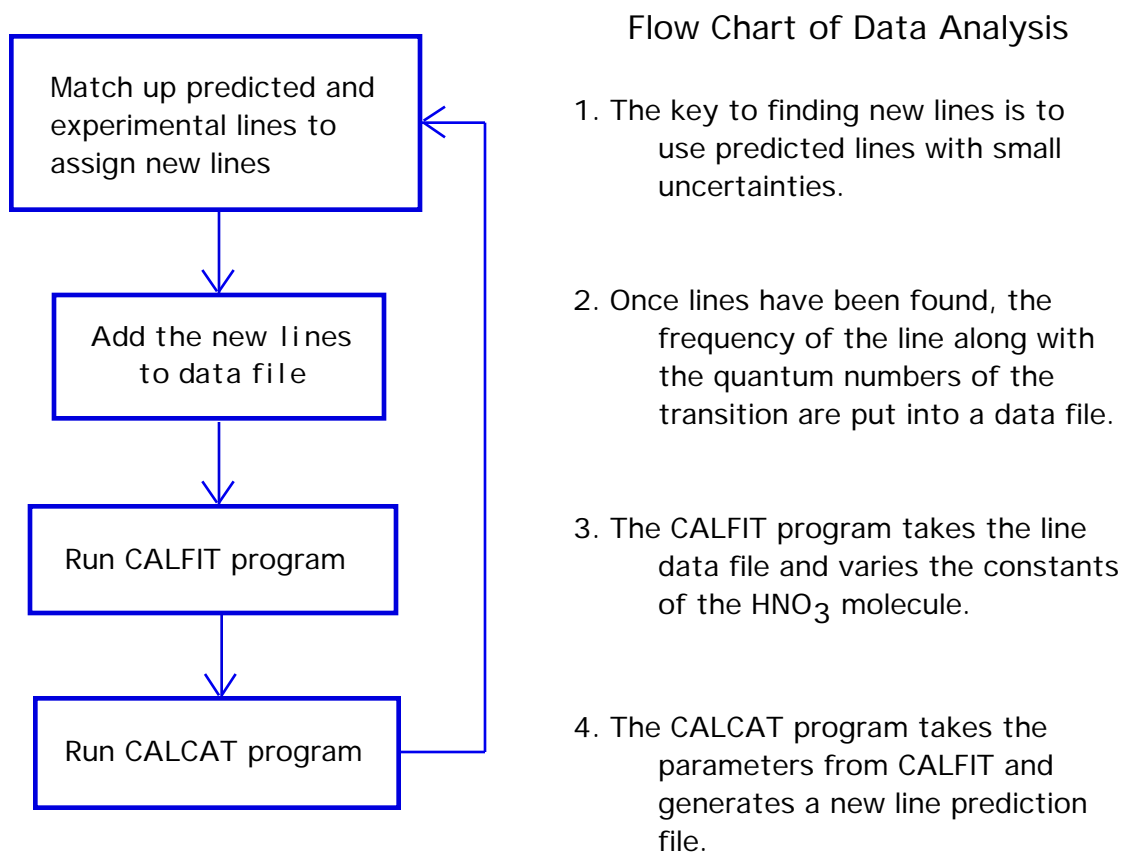 Flow Chart of Data Analysis
Match up predicted and
experimental lines to
assign new lines
Add the new lines
to data file
Run CALFIT program
Run CALCAT program
1. The key to finding new lines is to
use predicted lines with small
uncertainties.
2. Once lines have been found, the
frequency of the line along with
the quantum numbers of the
transition are put into a data file.
3. The CALFIT program takes the line
data file and varies the constants
of the HNO3 molecule.
4. The CALCAT program takes the
parameters from CALFIT and
generates a new line prediction
file.